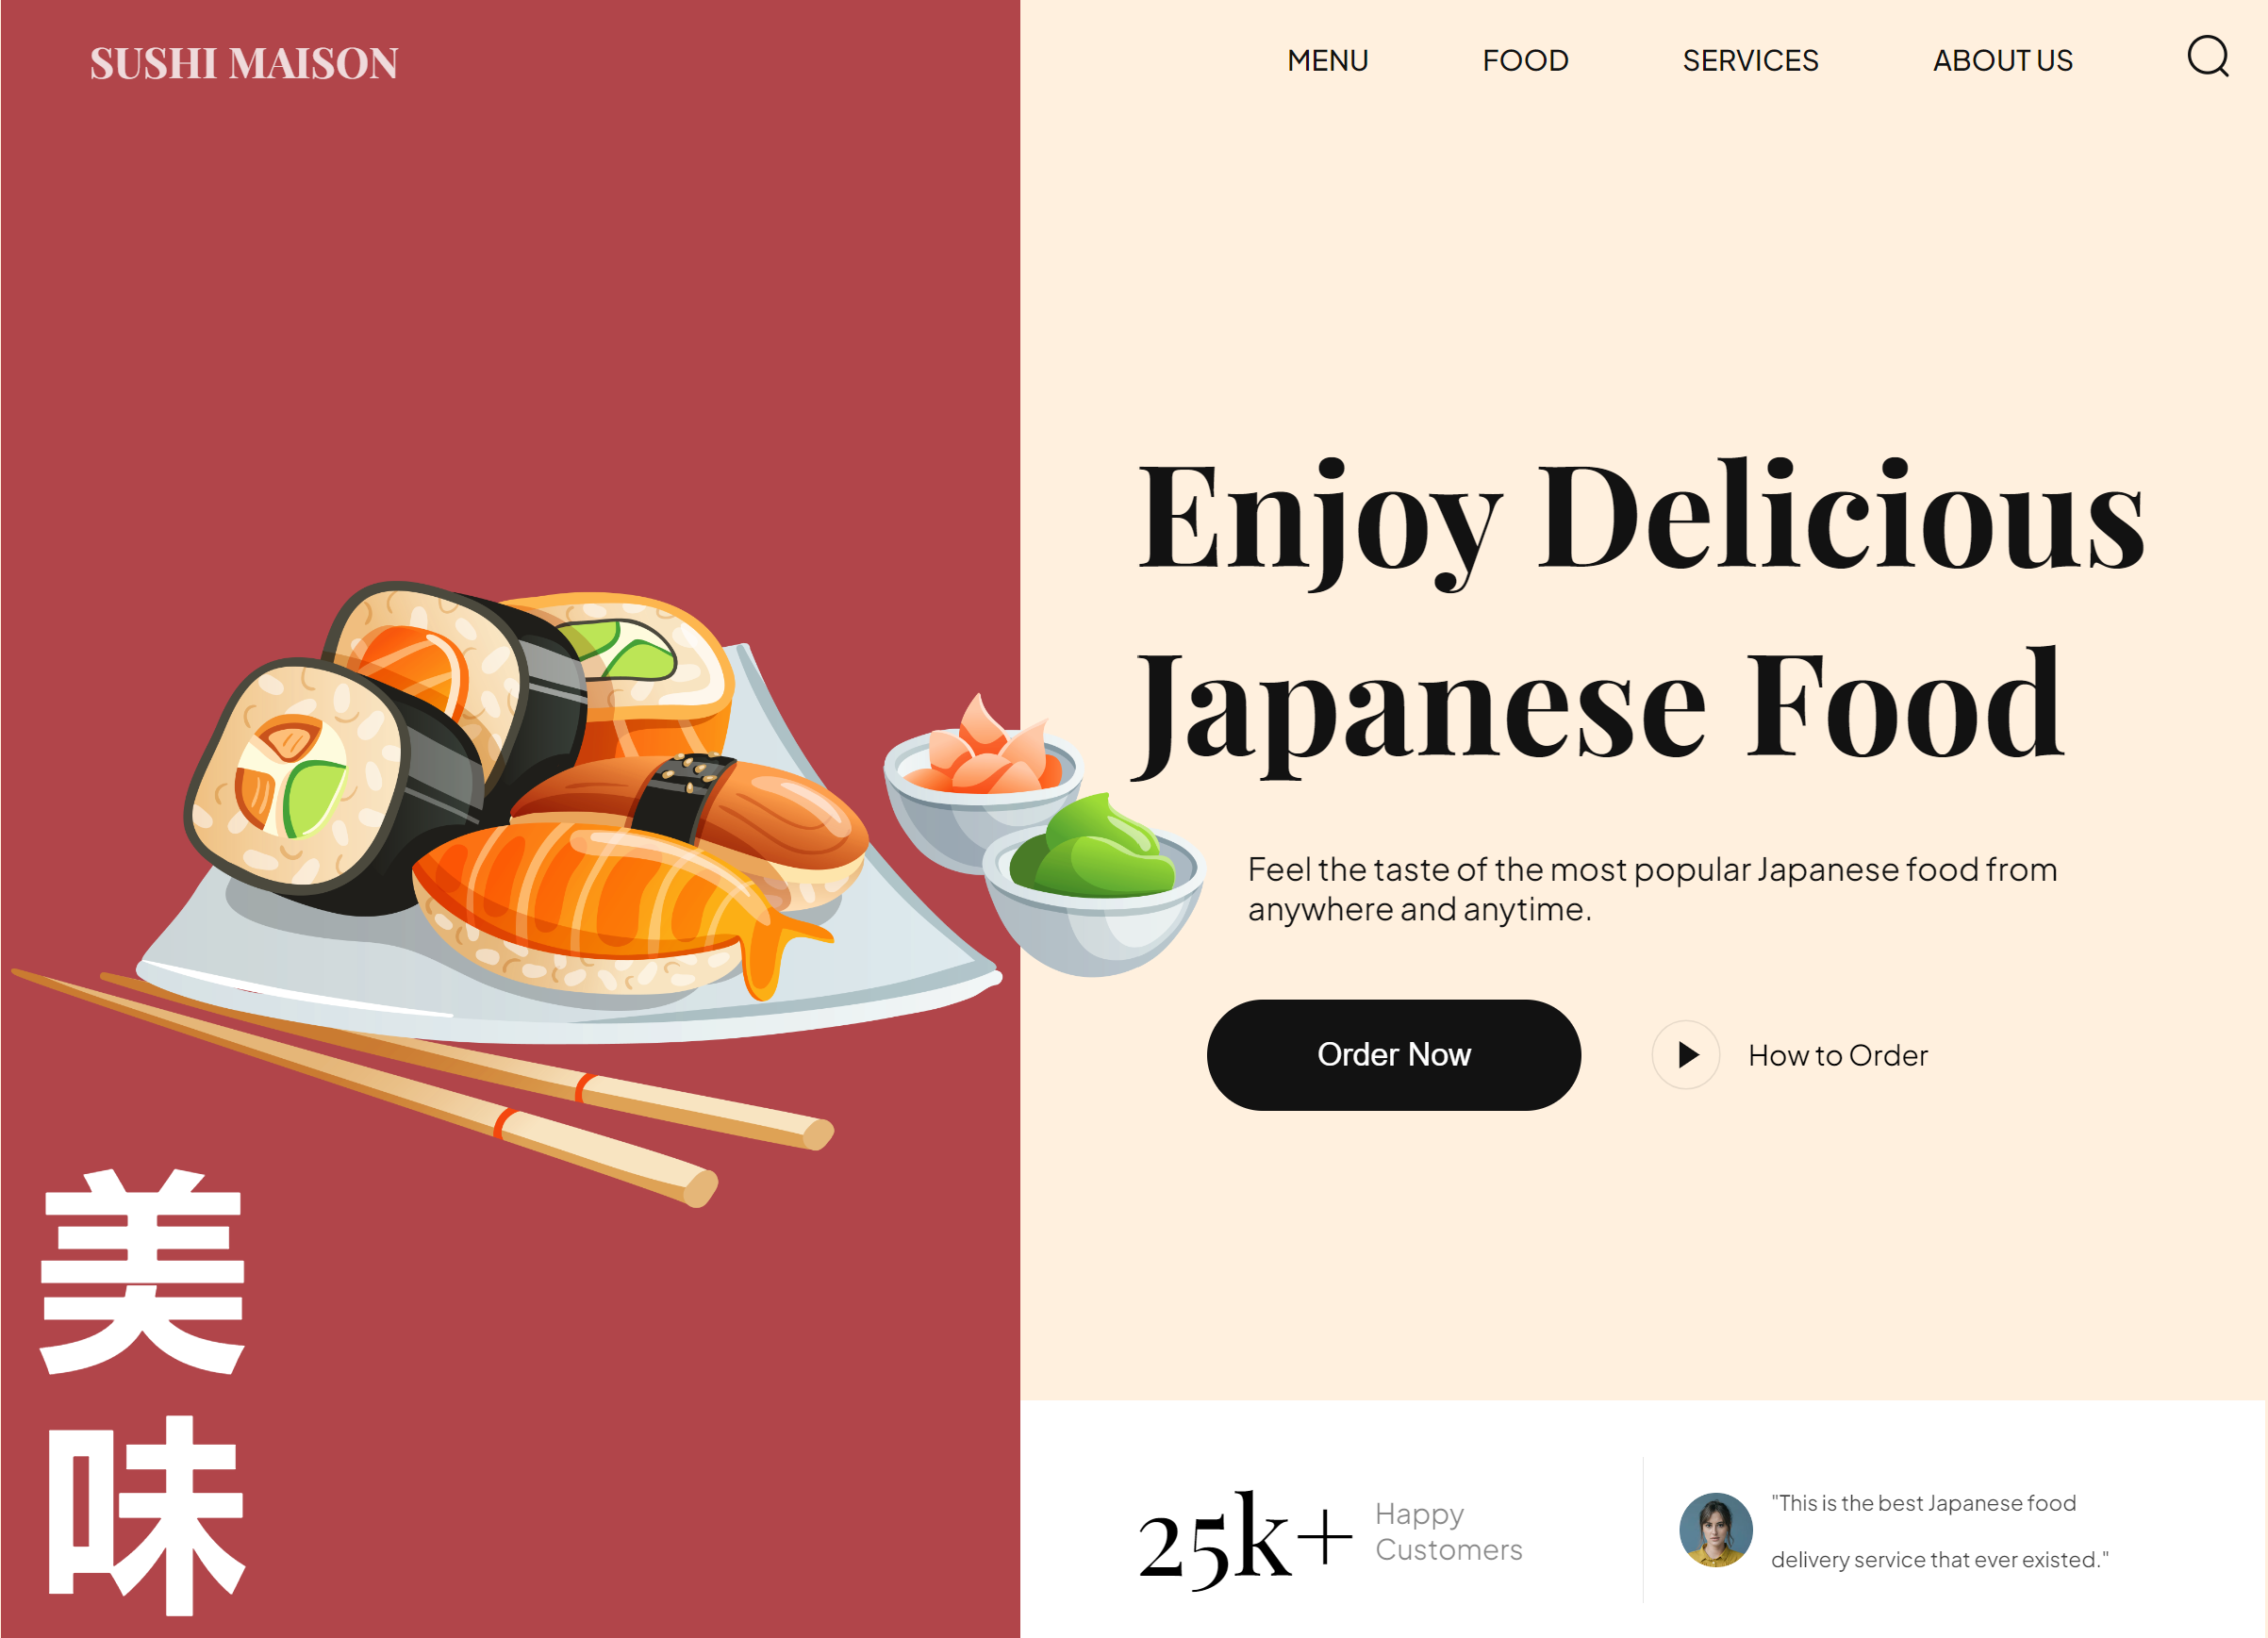 SUSHI MAISON
MENU FOOD SERVICES ABOUT US
Enjoy Delicious
Japanese Food
Feel the taste of the most popular Japanese food from
anywhere and anytime.
Order Now
How to Order
美
味
25k+
Happy
Customers
"This is the best Japanese food
delivery service that ever existed."